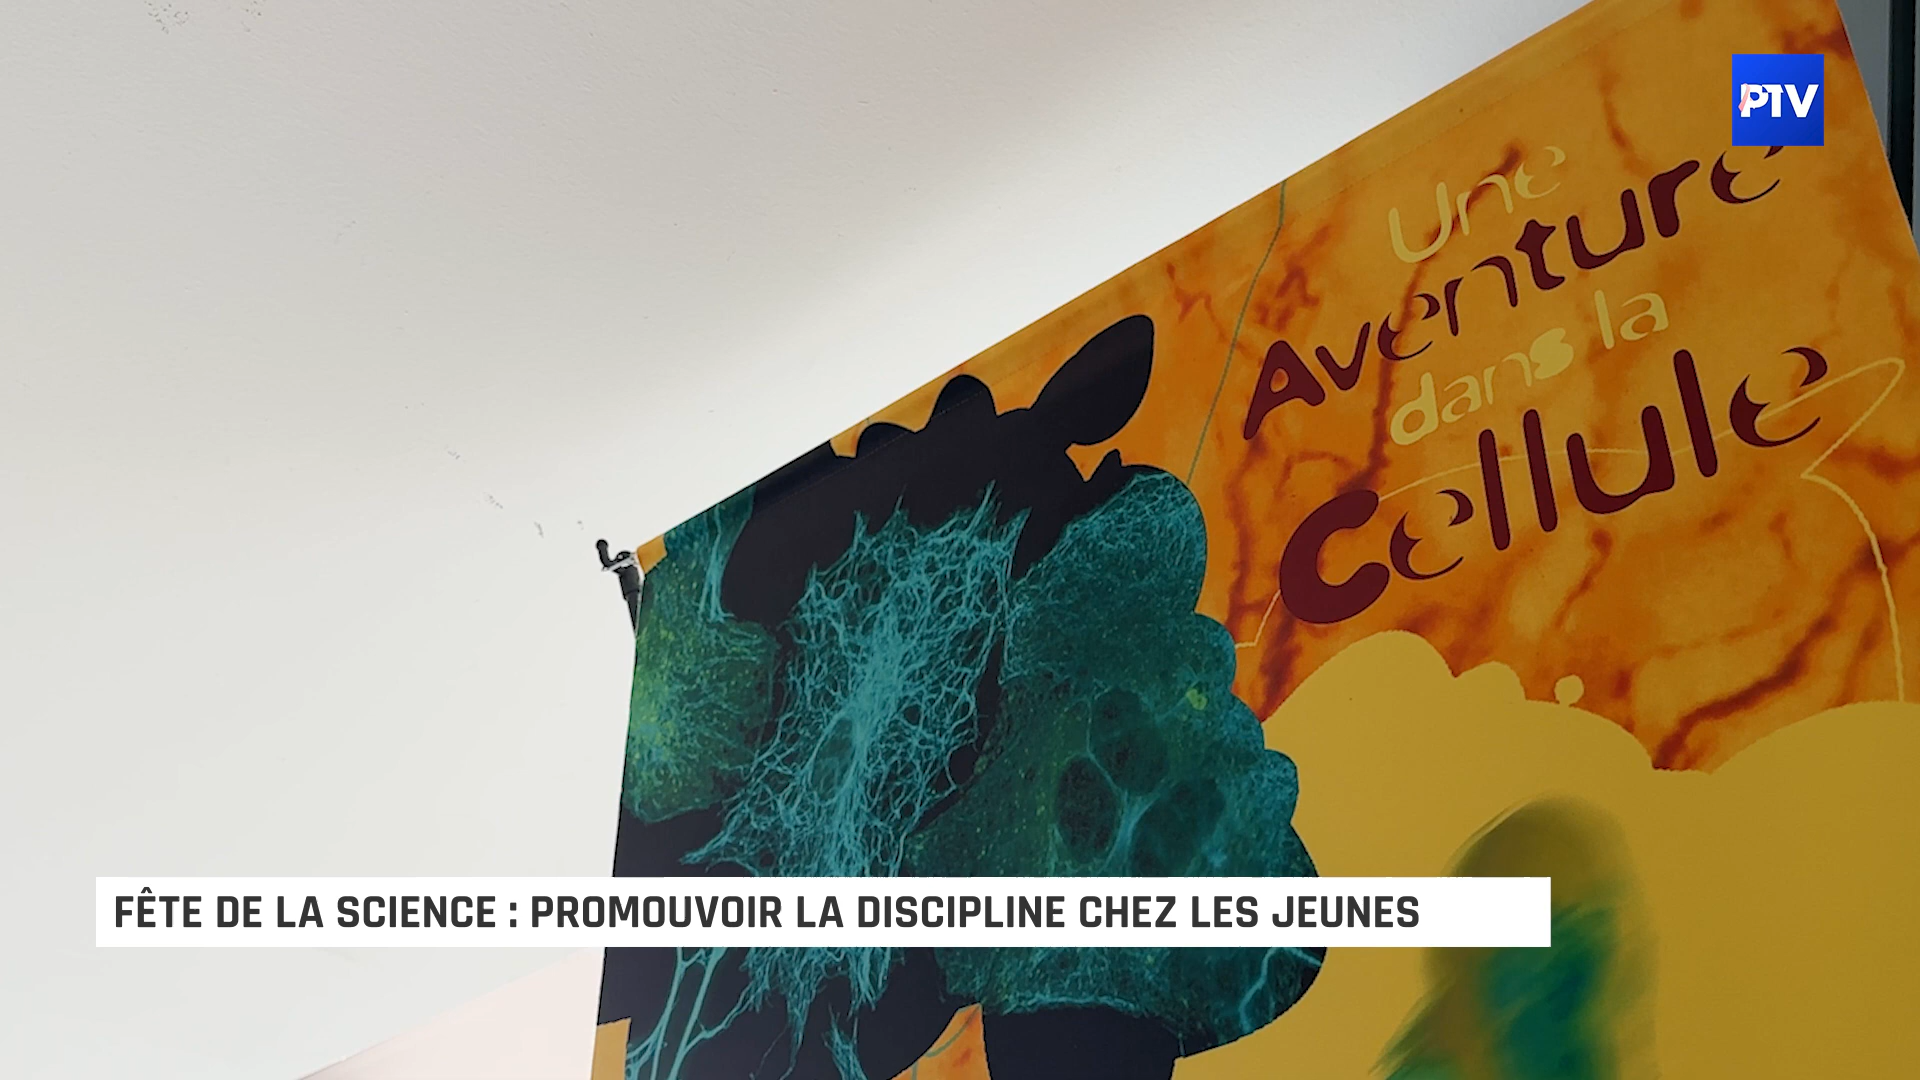 PTV
Une
Aventure
dans la
Cellule
FÊTE DE LA SCIENCE : PROMOUVOIR LA DISCIPLINE CHEZ LES JEUNES